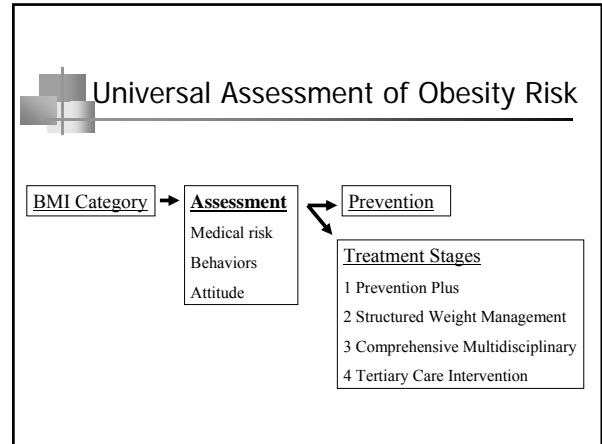 Universal Assessment of Obesity Risk
BMI Category
Assessment
Medical risk
Behaviors
Attitude
Prevention
Treatment Stages
1 Prevention Plus
2 Structured Weight Management
3 Comprehensive Multidisciplinary
4 Tertiary Care Intervention